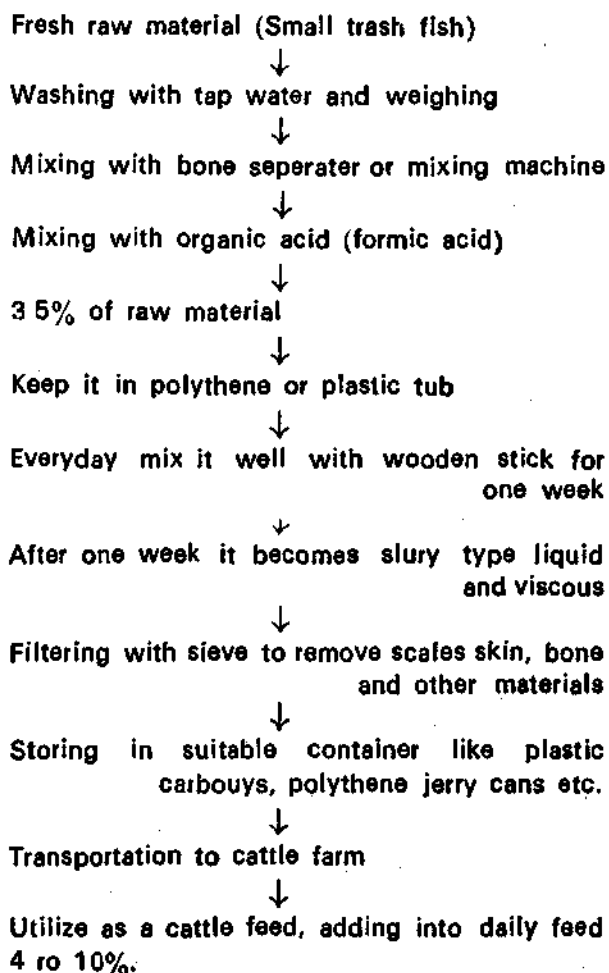 Fresh raw material (Small trash fish)
↓
Washing with tap water and weighing
↓
Mixing with bone seperater or mixing machine
↓
Mixing with organic acid (formic acid)
↓
3 5% of raw material
↓
Keep it in polythene or plastic tub
↓
Everyday mix it well with wooden stick for
one week
↓
After one week it becomes slury type liquid
and viscous
↓
Filtering with sieve to remove scales skin, bone
and other materials
↓
Storing in suitable container like plastic
carbouys, polythene jerry cans etc.
↓
Transportation to cattle farm
↓
Utilize as a cattle feed, adding into daily feed
4 ro 10%.